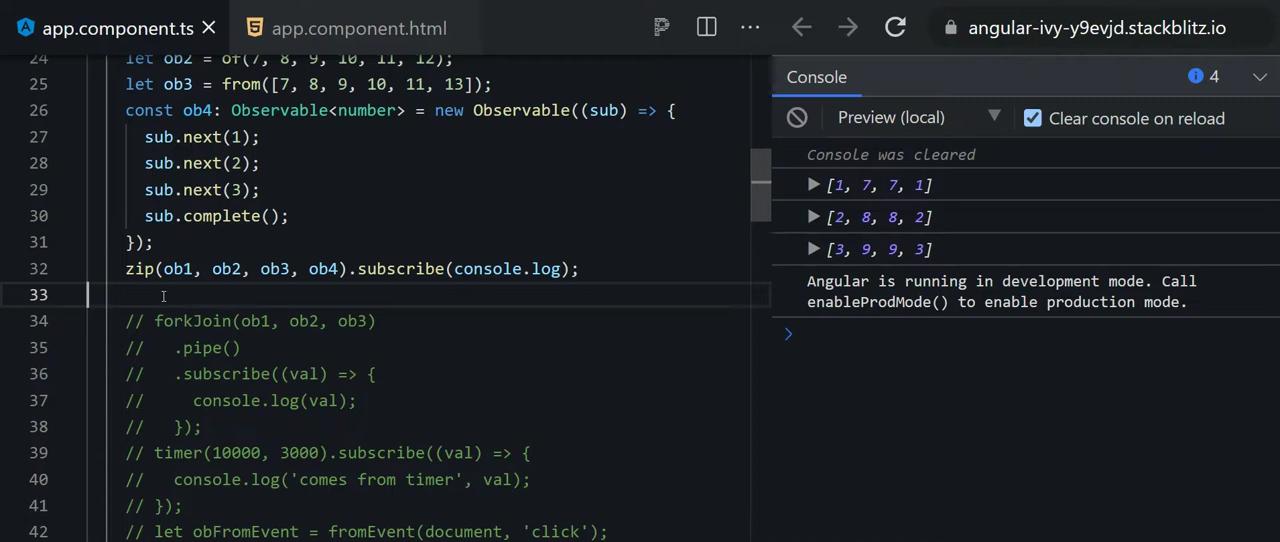 app.component.ts
app.component.html
angular-ivy-y9evjd.stackblitz.io
24 let ob2 = of(7, 8, 9, 10, 11, 12);
25 let ob3 = from([7, 8, 9, 10, 11, 13]);
26 const ob4: Observable<number> = new Observable((sub) => {
27 sub.next(1);
28 sub.next(2);
29 sub.next(3);
30 sub.complete();
31 });
32 zip(ob1, ob2, ob3, ob4).subscribe(console.log);
33
34 // forkJoin(ob1, ob2, ob3)
35 // .pipe()
36 // .subscribe((val) => {
37 // console.log(val);
38 // });
39 // timer(10000, 3000).subscribe((val) => {
40 // console.log('comes from timer', val);
41 // });
42 // let obFromEvent = fromEvent(document, 'click');
Console
4
Preview (local)
Clear console on reload
Console was cleared
[1, 7, 7, 1]
[2, 8, 8, 2]
[3, 9, 9, 3]
Angular is running in development mode. Call
enableProdMode() to enable production mode.